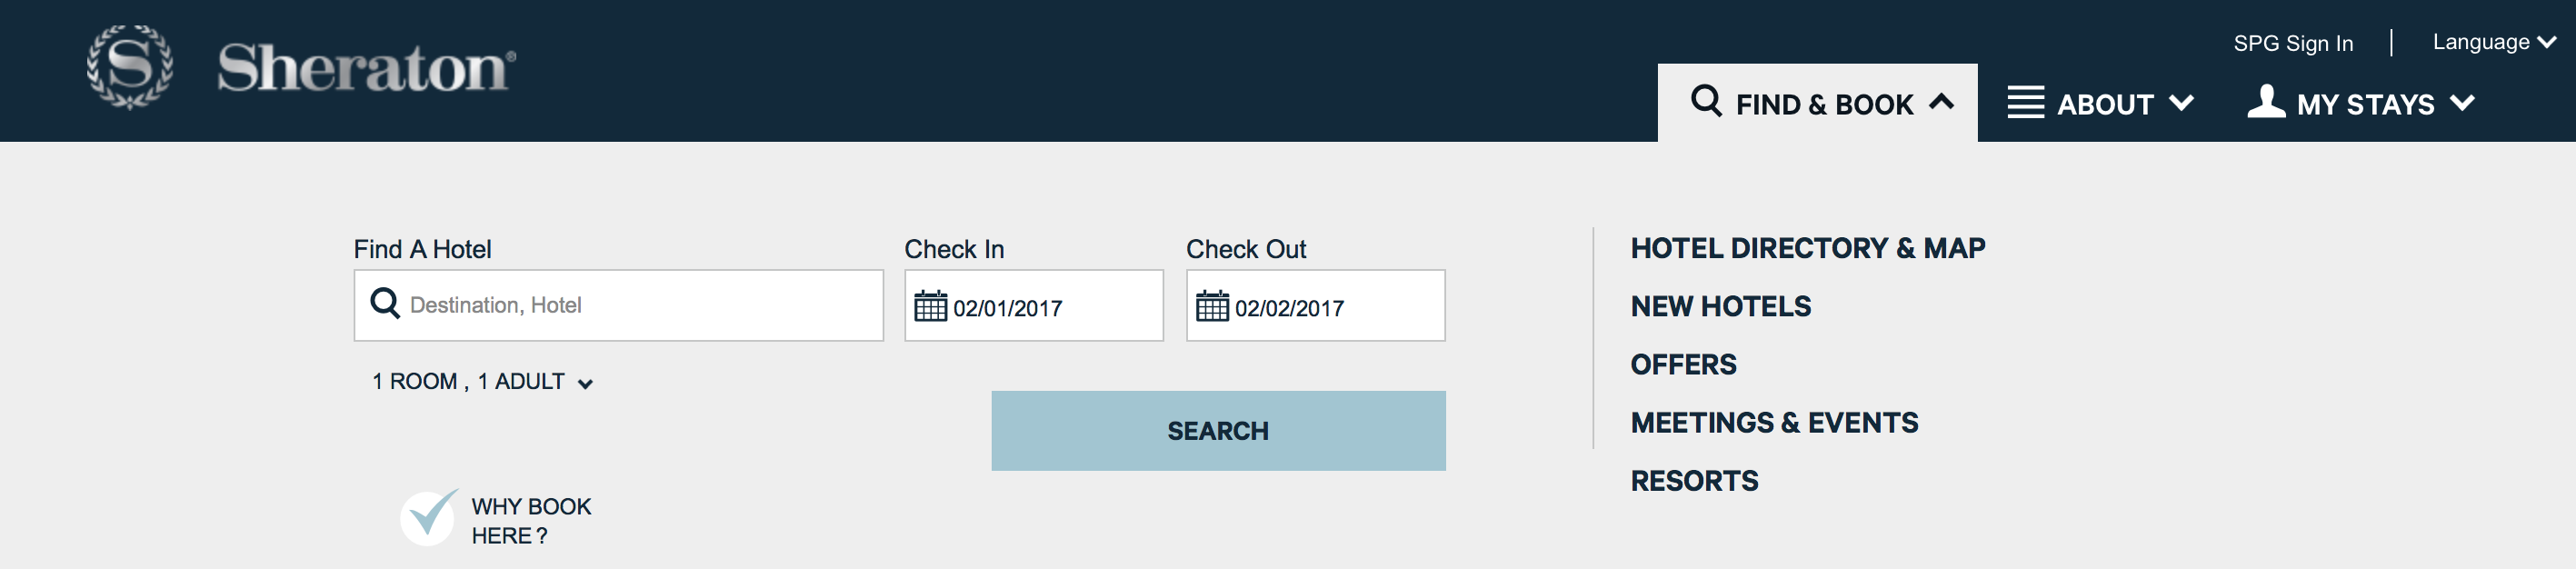 S Sheraton®
SPG Sign In | Language
FIND & BOOK ABOUT MY STAYS
Find A Hotel Check In Check Out
Destination, Hotel 02/01/2017 02/02/2017
1 ROOM , 1 ADULT
SEARCH
WHY BOOK
HERE ?
HOTEL DIRECTORY & MAP
NEW HOTELS
OFFERS
MEETINGS & EVENTS
RESORTS